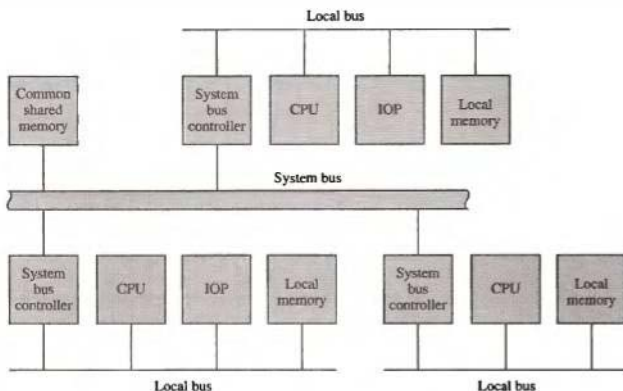 Local bus
Common
shared
memory
System
bus
controller
CPU
IOP
Local
memory
System bus
System
bus
controller
CPU
IOP
Local
memory
System
bus
controller
CPU
Local
memory
Local bus
Local bus